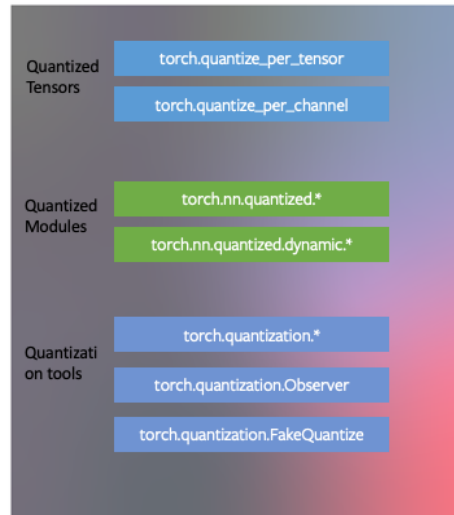 Quantized
Tensors
torch.quantize_per_tensor
torch.quantize_per_channel
Quantized
Modules
torch.nn.quantized.*
torch.nn.quantized.dynamic.*
Quantizati
on tools
torch.quantization.*
torch.quantization.Observer
torch.quantization.FakeQuantize